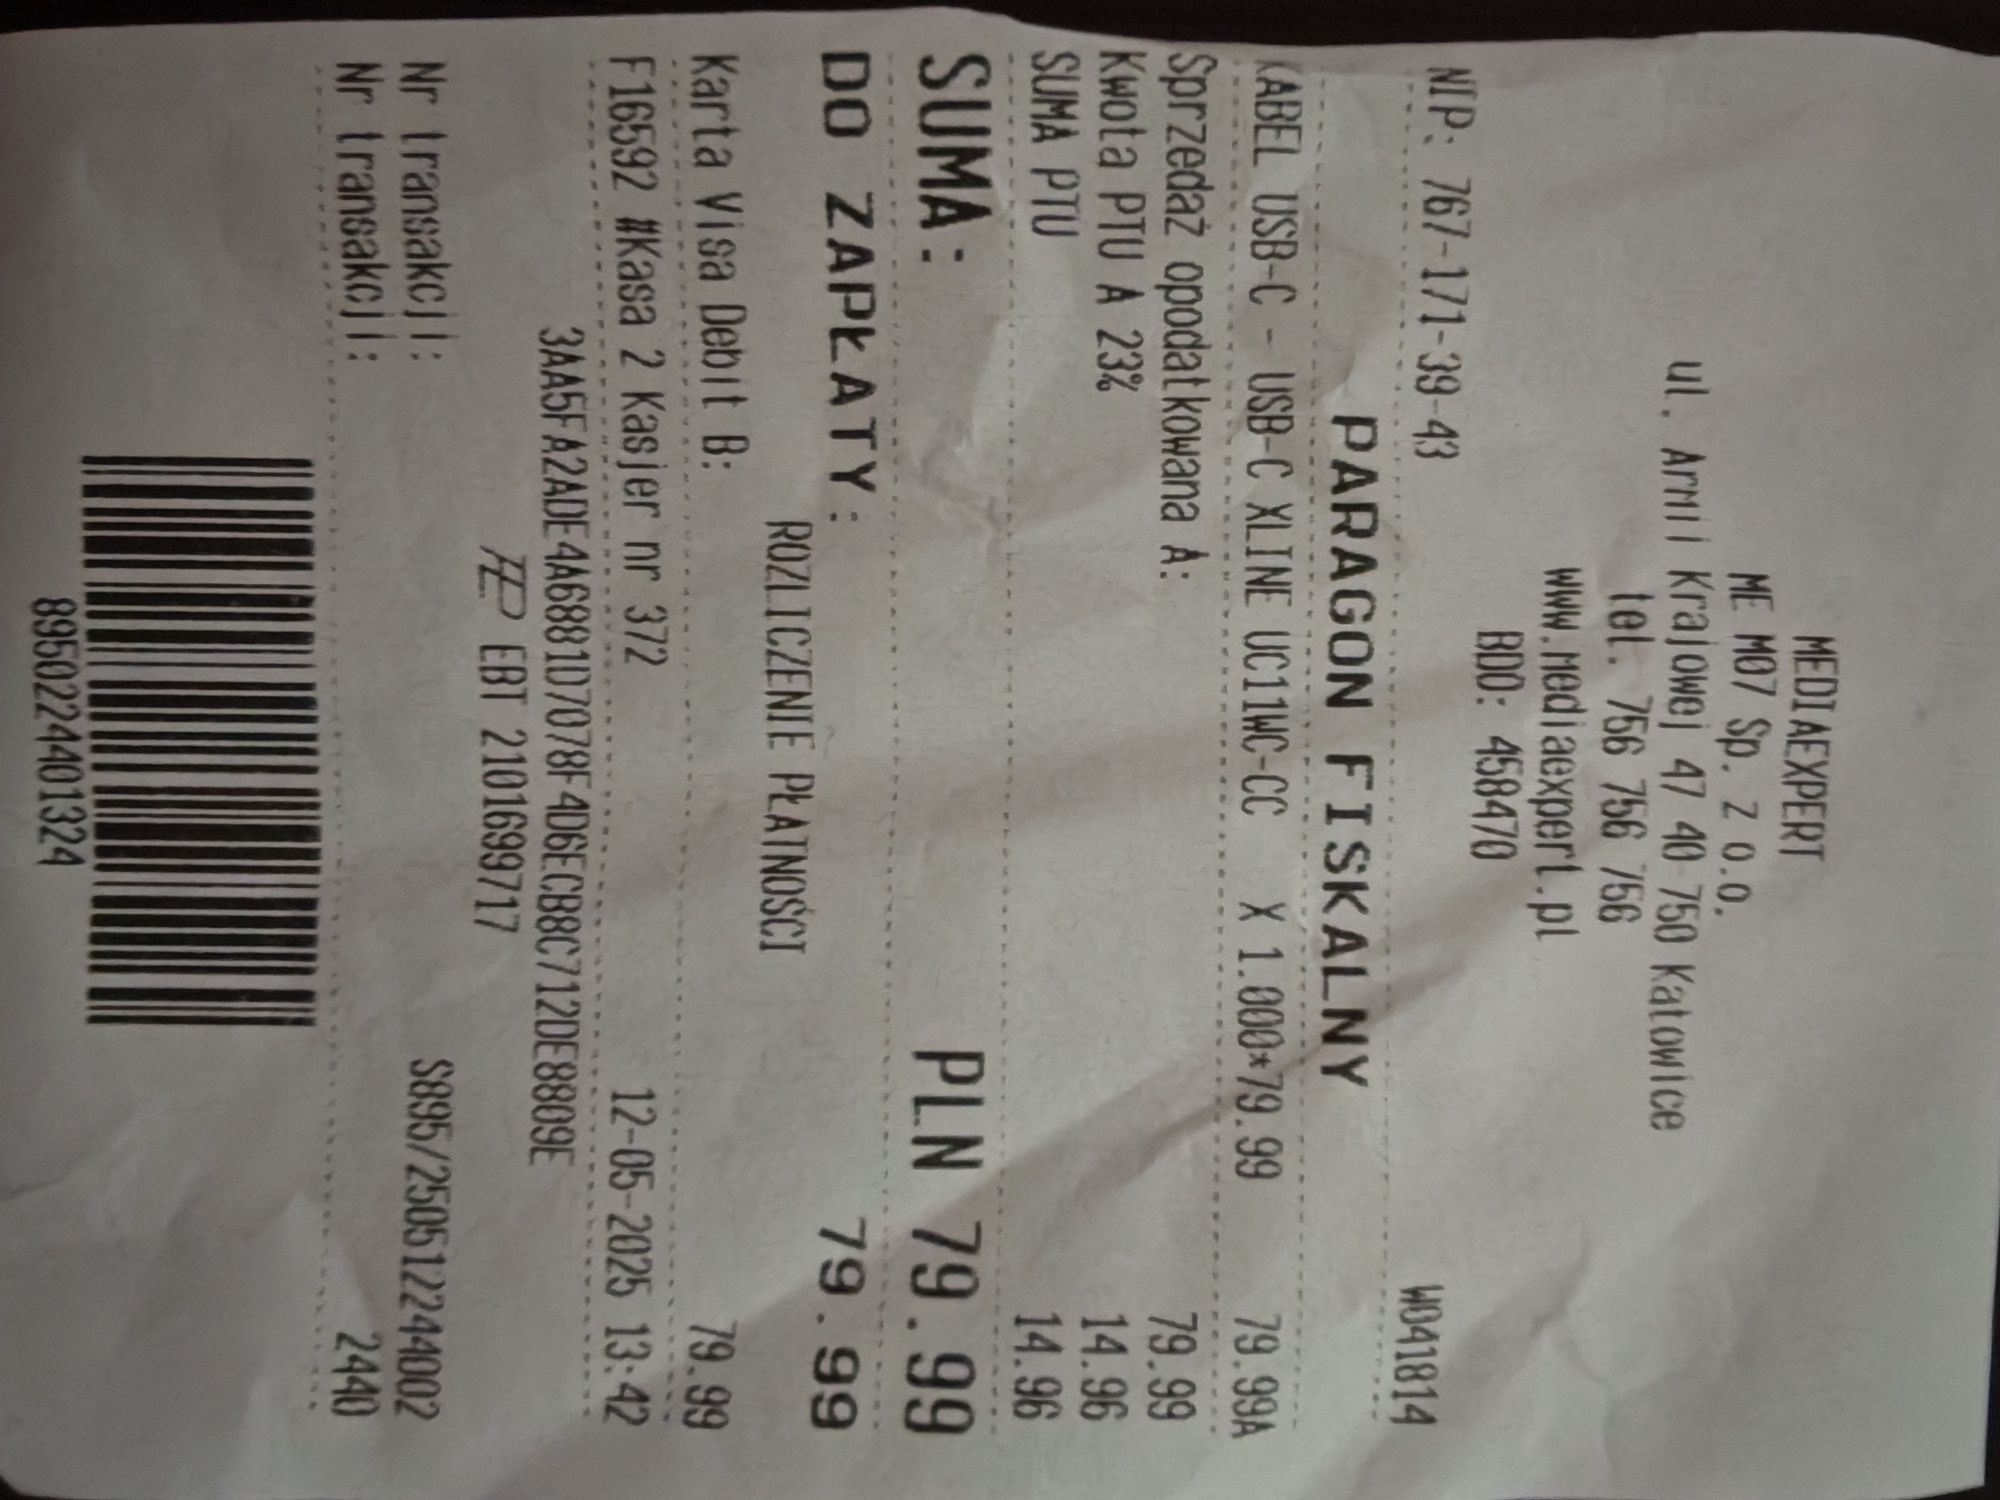 MEDIAEXPERT
ME M07 Sp. z o.o.
ul. Armii Krajowej 47 40-750 Katowice
tel. 756 756 756
www.mediaexpert.pl
BDO: 458470
NIP: 767-171-39-43 W041814
PARAGON FISKALNY
KABEL USB-C - USB-C XLINE UC11WC-CC X 1.000*79.99 79.99A
Sprzedaż opodatkowana A: 79.99
Kwota PTU A 23% 14.96
SUMA PTU 14.96
SUMA: PLN 79.99
DO ZAPŁATY: 79.99
ROZLICZENIE PŁATNOŚCI
Karta Visa Debit B: 79.99
F16592 #Kasa 2 Kasjer nr 372 12-05-2025 13:42
3AA5FA2ADE4A6881D7078F4D6ECB8C712DE8809E
EBT 2101699717
Nr transakcji: S895/250512244002
Nr transakcji: 2440
8950224401324